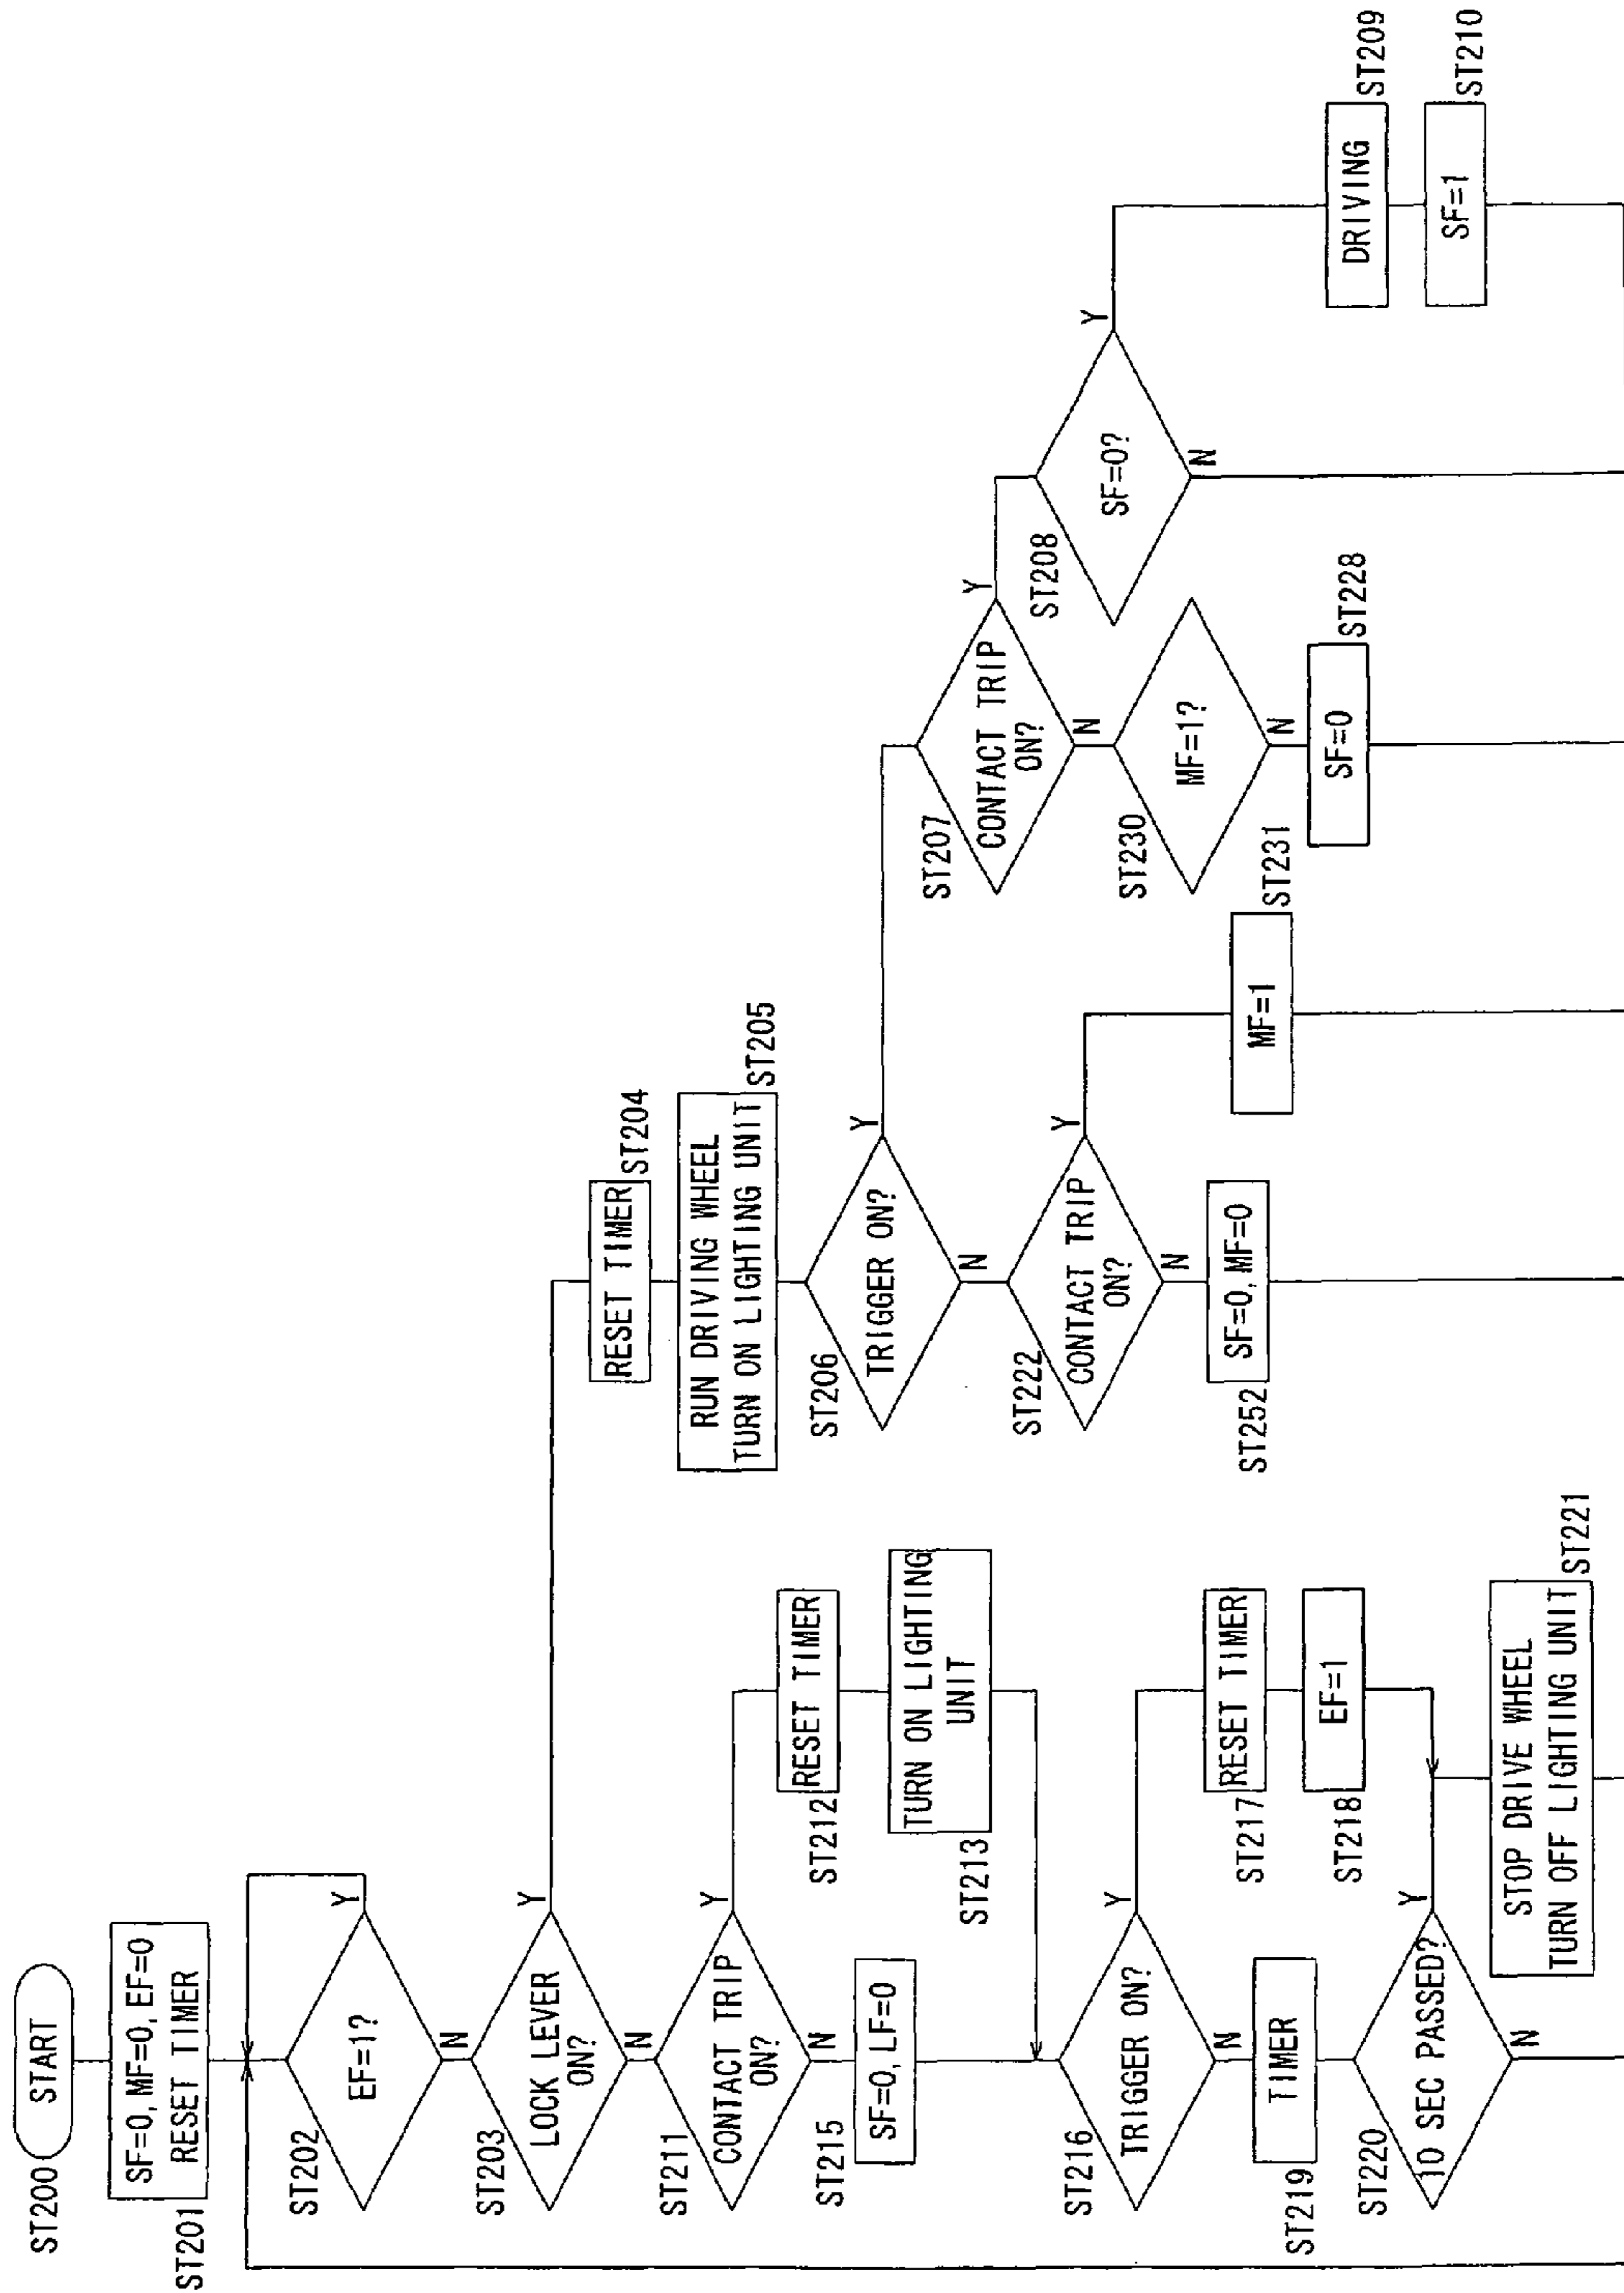 ST200
START
ST201
SF=0, MF=0, EF=0
RESET TIMER
ST202
EF=1?
Y
N
ST203
LOCK LEVER
ON?
Y
N
ST204
RESET TIMER
ST205
RUN DRIVING WHEEL
TURN ON LIGHTING UNIT
ST206
TRIGGER ON?
Y
N
ST207
CONTACT TRIP
ON?
Y
N
ST208
SF=0?
Y
N
DRIVING
ST209
SF=1
ST210
ST230
MF=1?
N
SF=0
ST228
ST222
CONTACT TRIP
ON?
Y
N
MF=1
ST231
ST252
SF=0, MF=0
ST211
CONTACT TRIP
ON?
Y
N
RESET TIMER
ST212
TURN ON LIGHTING
UNIT
ST213
ST215
SF=0, LF=0
ST216
TRIGGER ON?
Y
N
ST217
RESET TIMER
ST218
EF=1
ST219
TIMER
ST220
10 SEC PASSED?
Y
N
STOP DRIVE WHEEL
TURN OFF LIGHTING UNIT
ST221